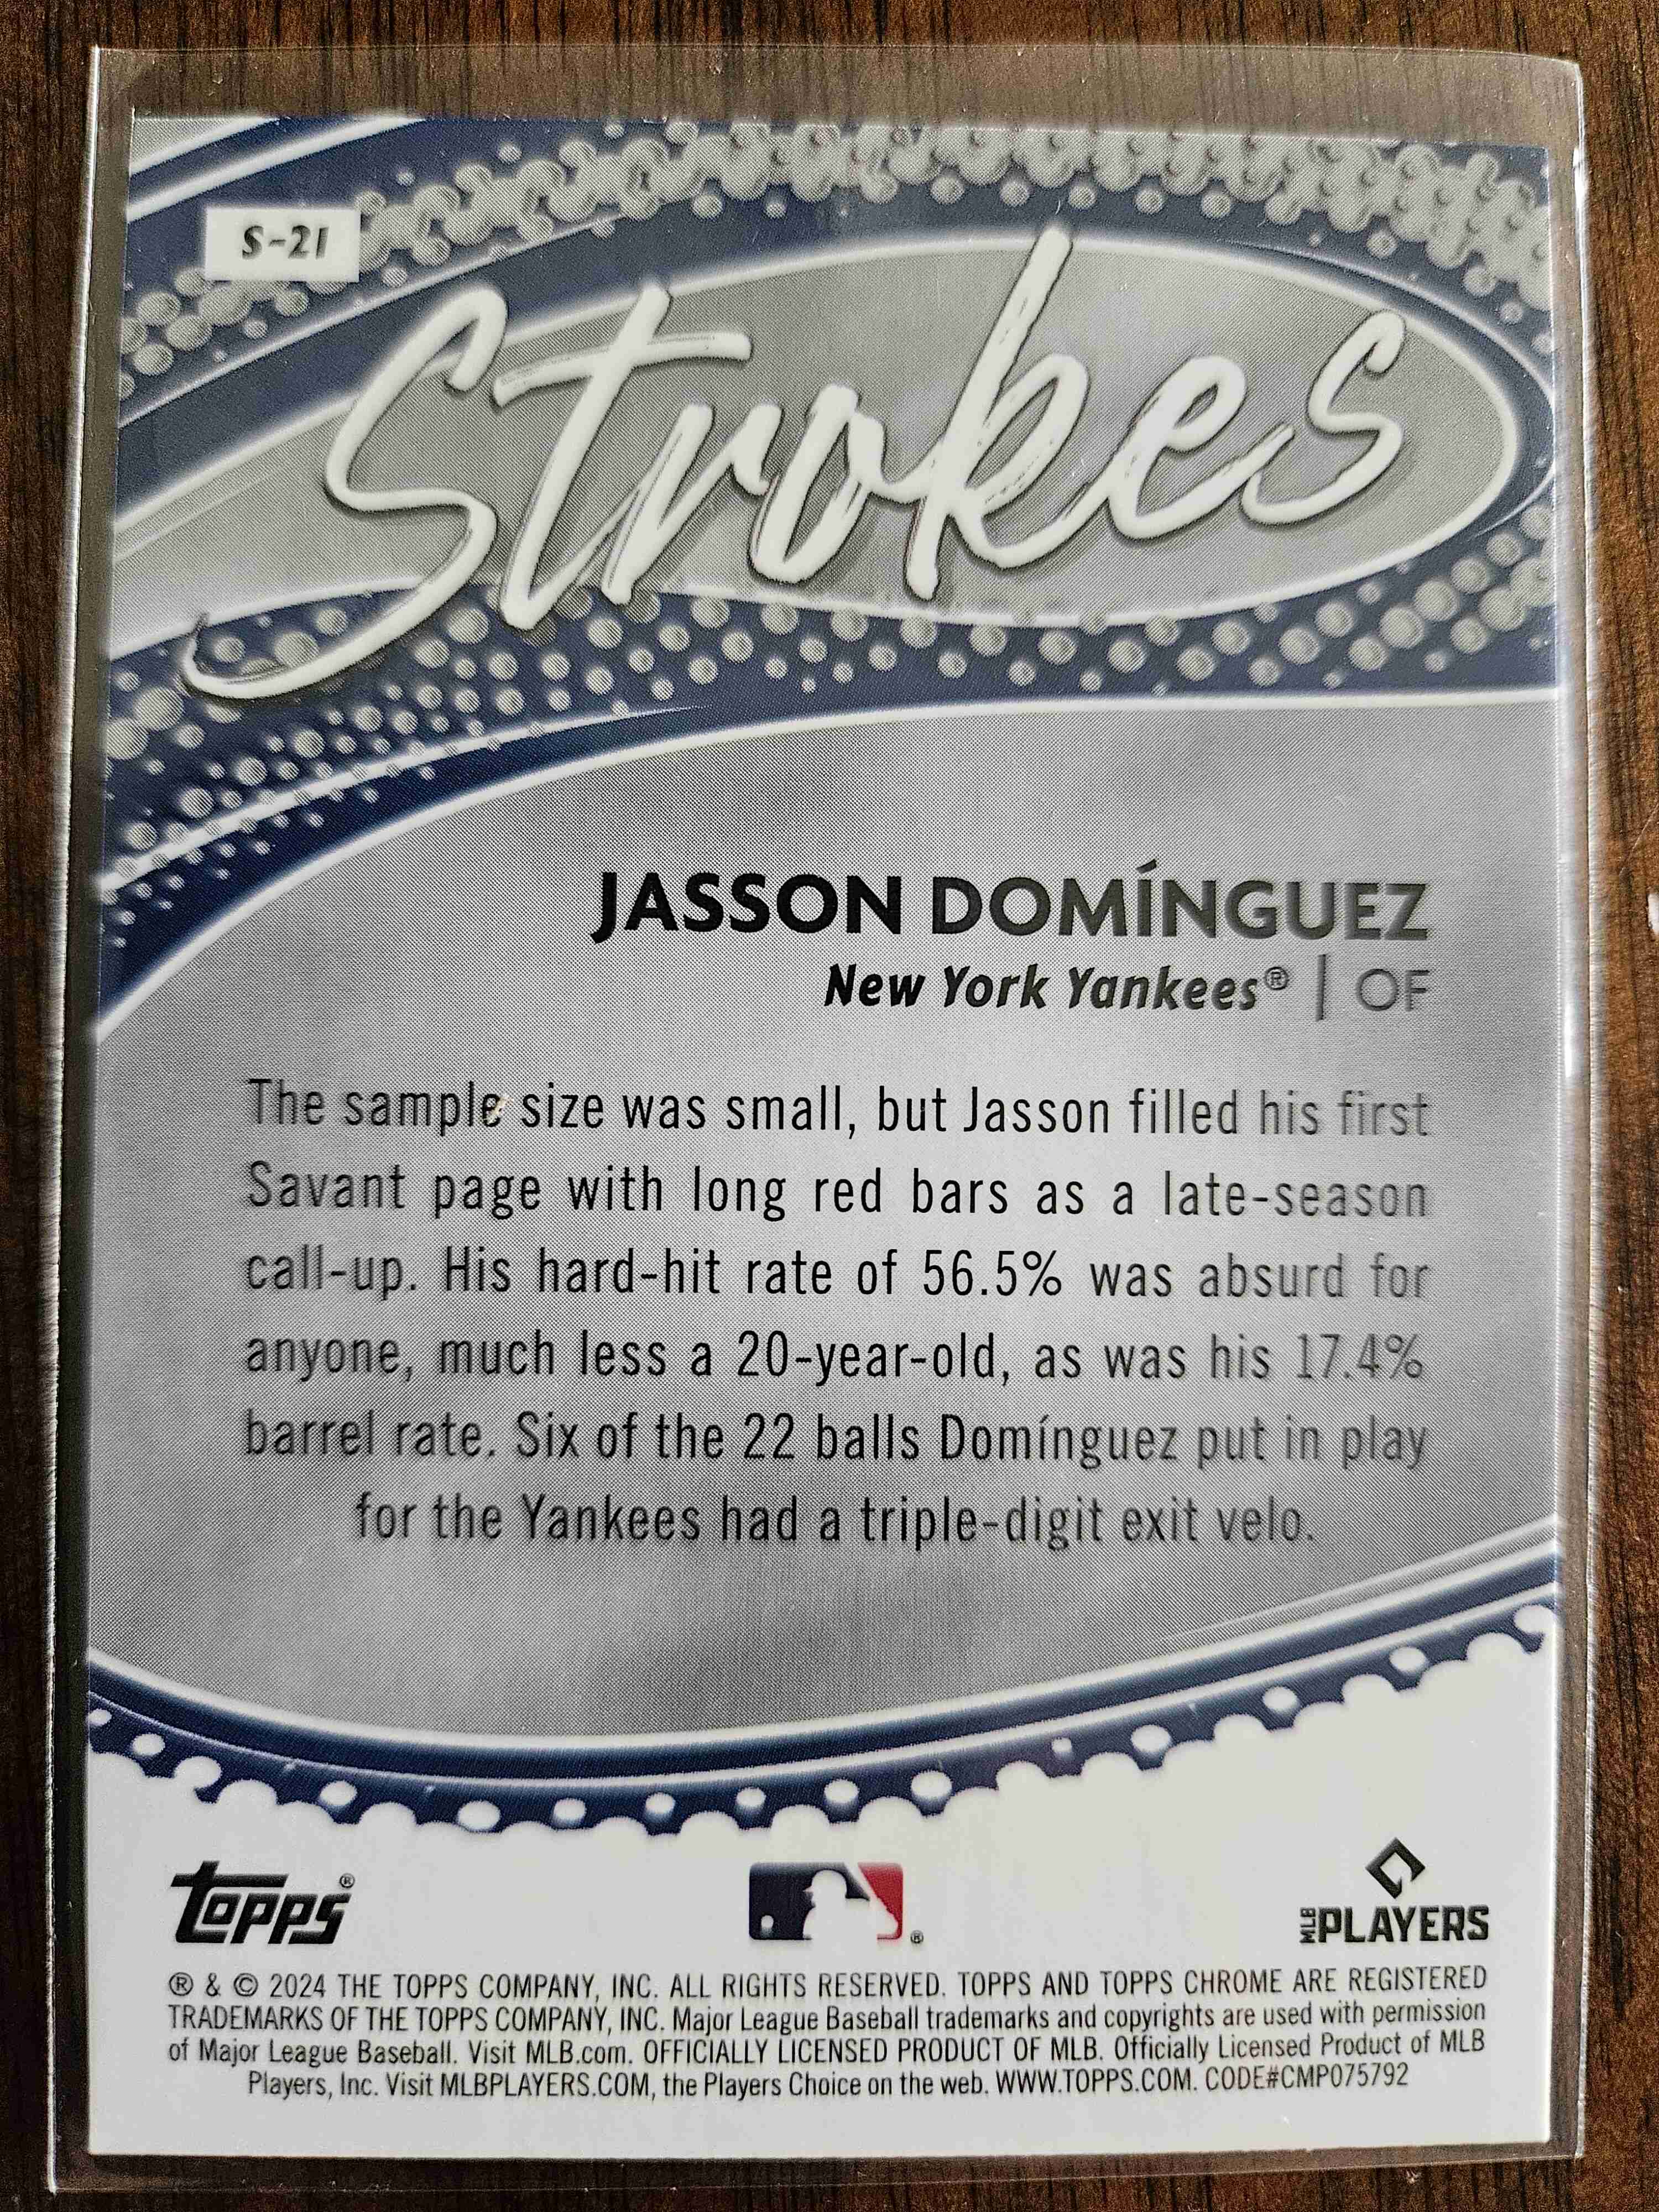 S-21
Strokes
JASSON DOMÍNGUEZ
New York Yankees® | OF
The sample size was small, but Jasson filled his first
Savant page with long red bars as a late-season
call-up. His hard-hit rate of 56.5% was absurd for
anyone, much less a 20-year-old, as was his 17.4%
barrel rate. Six of the 22 balls Domínguez put in play
for the Yankees had a triple-digit exit velo.
topps® ® MLB PLAYERS
® & © 2024 THE TOPPS COMPANY, INC. ALL RIGHTS RESERVED. TOPPS AND TOPPS CHROME ARE REGISTERED
TRADEMARKS OF THE TOPPS COMPANY, INC. Major League Baseball trademarks and copyrights are used with permission
of Major League Baseball. Visit MLB.com. OFFICIALLY LICENSED PRODUCT OF MLB. Officially Licensed Product of MLB
Players, Inc. Visit MLBPLAYERS.COM, the Players Choice on the web. WWW.TOPPS.COM. CODE#CMP075792